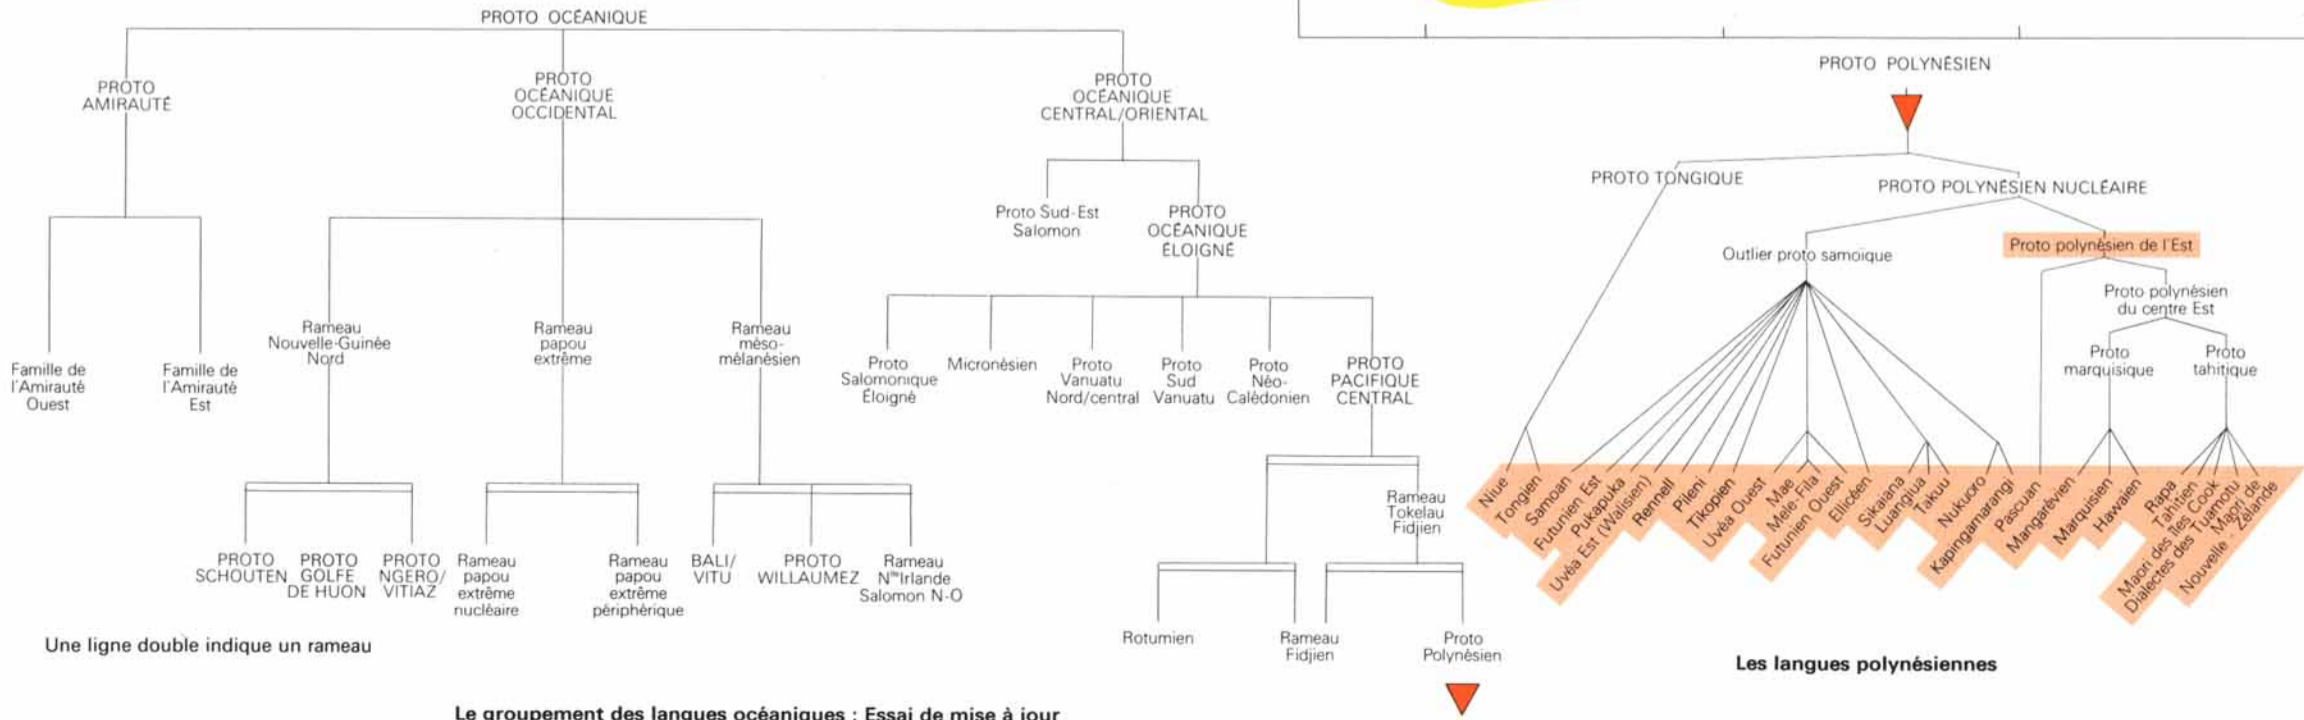 PROTO OCÉANIQUE
PROTO
AMIRAUTÉ
PROTO
OCÉANIQUE
OCCIDENTAL
PROTO
OCÉANIQUE
CENTRAL/ORIENTAL
Proto Sud-Est
Salomon
PROTO
OCÉANIQUE
ÉLOIGNÉ
Famille de
l'Amirauté
Ouest
Famille de
l'Amirauté
Est
Rameau
Nouvelle-Guinée
Nord
Rameau
papou
extrême
Rameau
méso-
mélanésien
Proto
Salomonique
Éloigné
Micronésien
Proto
Vanuatu
Nord/central
Proto
Sud
Vanuatu
Proto
Néo-
Calédonien
PROTO
PACIFIQUE
CENTRAL
Rameau
Tokelau
Fidjien
PROTO
SCHOUTEN
PROTO
GOLFE
DE HUON
PROTO
NGERO/
VITIAZ
Rameau
papou
extrême
nucléaire
Rameau
papou
extrême
périphérique
BALI/
VITU
PROTO
WILLAUMEZ
Rameau
Nlle Irlande
Salomon N-O
Rotumien
Rameau
Fidjien
Proto
Polynésien
Une ligne double indique un rameau
Le groupement des langues océaniques : Essai de mise à jour
PROTO POLYNÉSIEN
PROTO TONGIQUE
PROTO POLYNÉSIEN NUCLÉAIRE
Outlier proto samoïque
Proto polynésien de l'Est
Proto polynésien
du centre Est
Proto
marquisique
Proto
tahitique
Niue
Tongien
Samoan
Futunien Est
Pukapuka
Uvéa Est (Walisien)
Rennell
Pileni
Tikopien
Uvéa Ouest
Mae
Mele-Fila
Futunien Ouest
Ellicéen
Sikaiana
Luangiua
Takuu
Nukuoro
Kapingamarangi
Pascuan
Mangarévien
Marquisien
Hawaïen
Rapa
Tahitien
Maori des îles Cook
Dialectes des Tuamotu
Maori de
Nouvelle - Zélande
Les langues polynésiennes